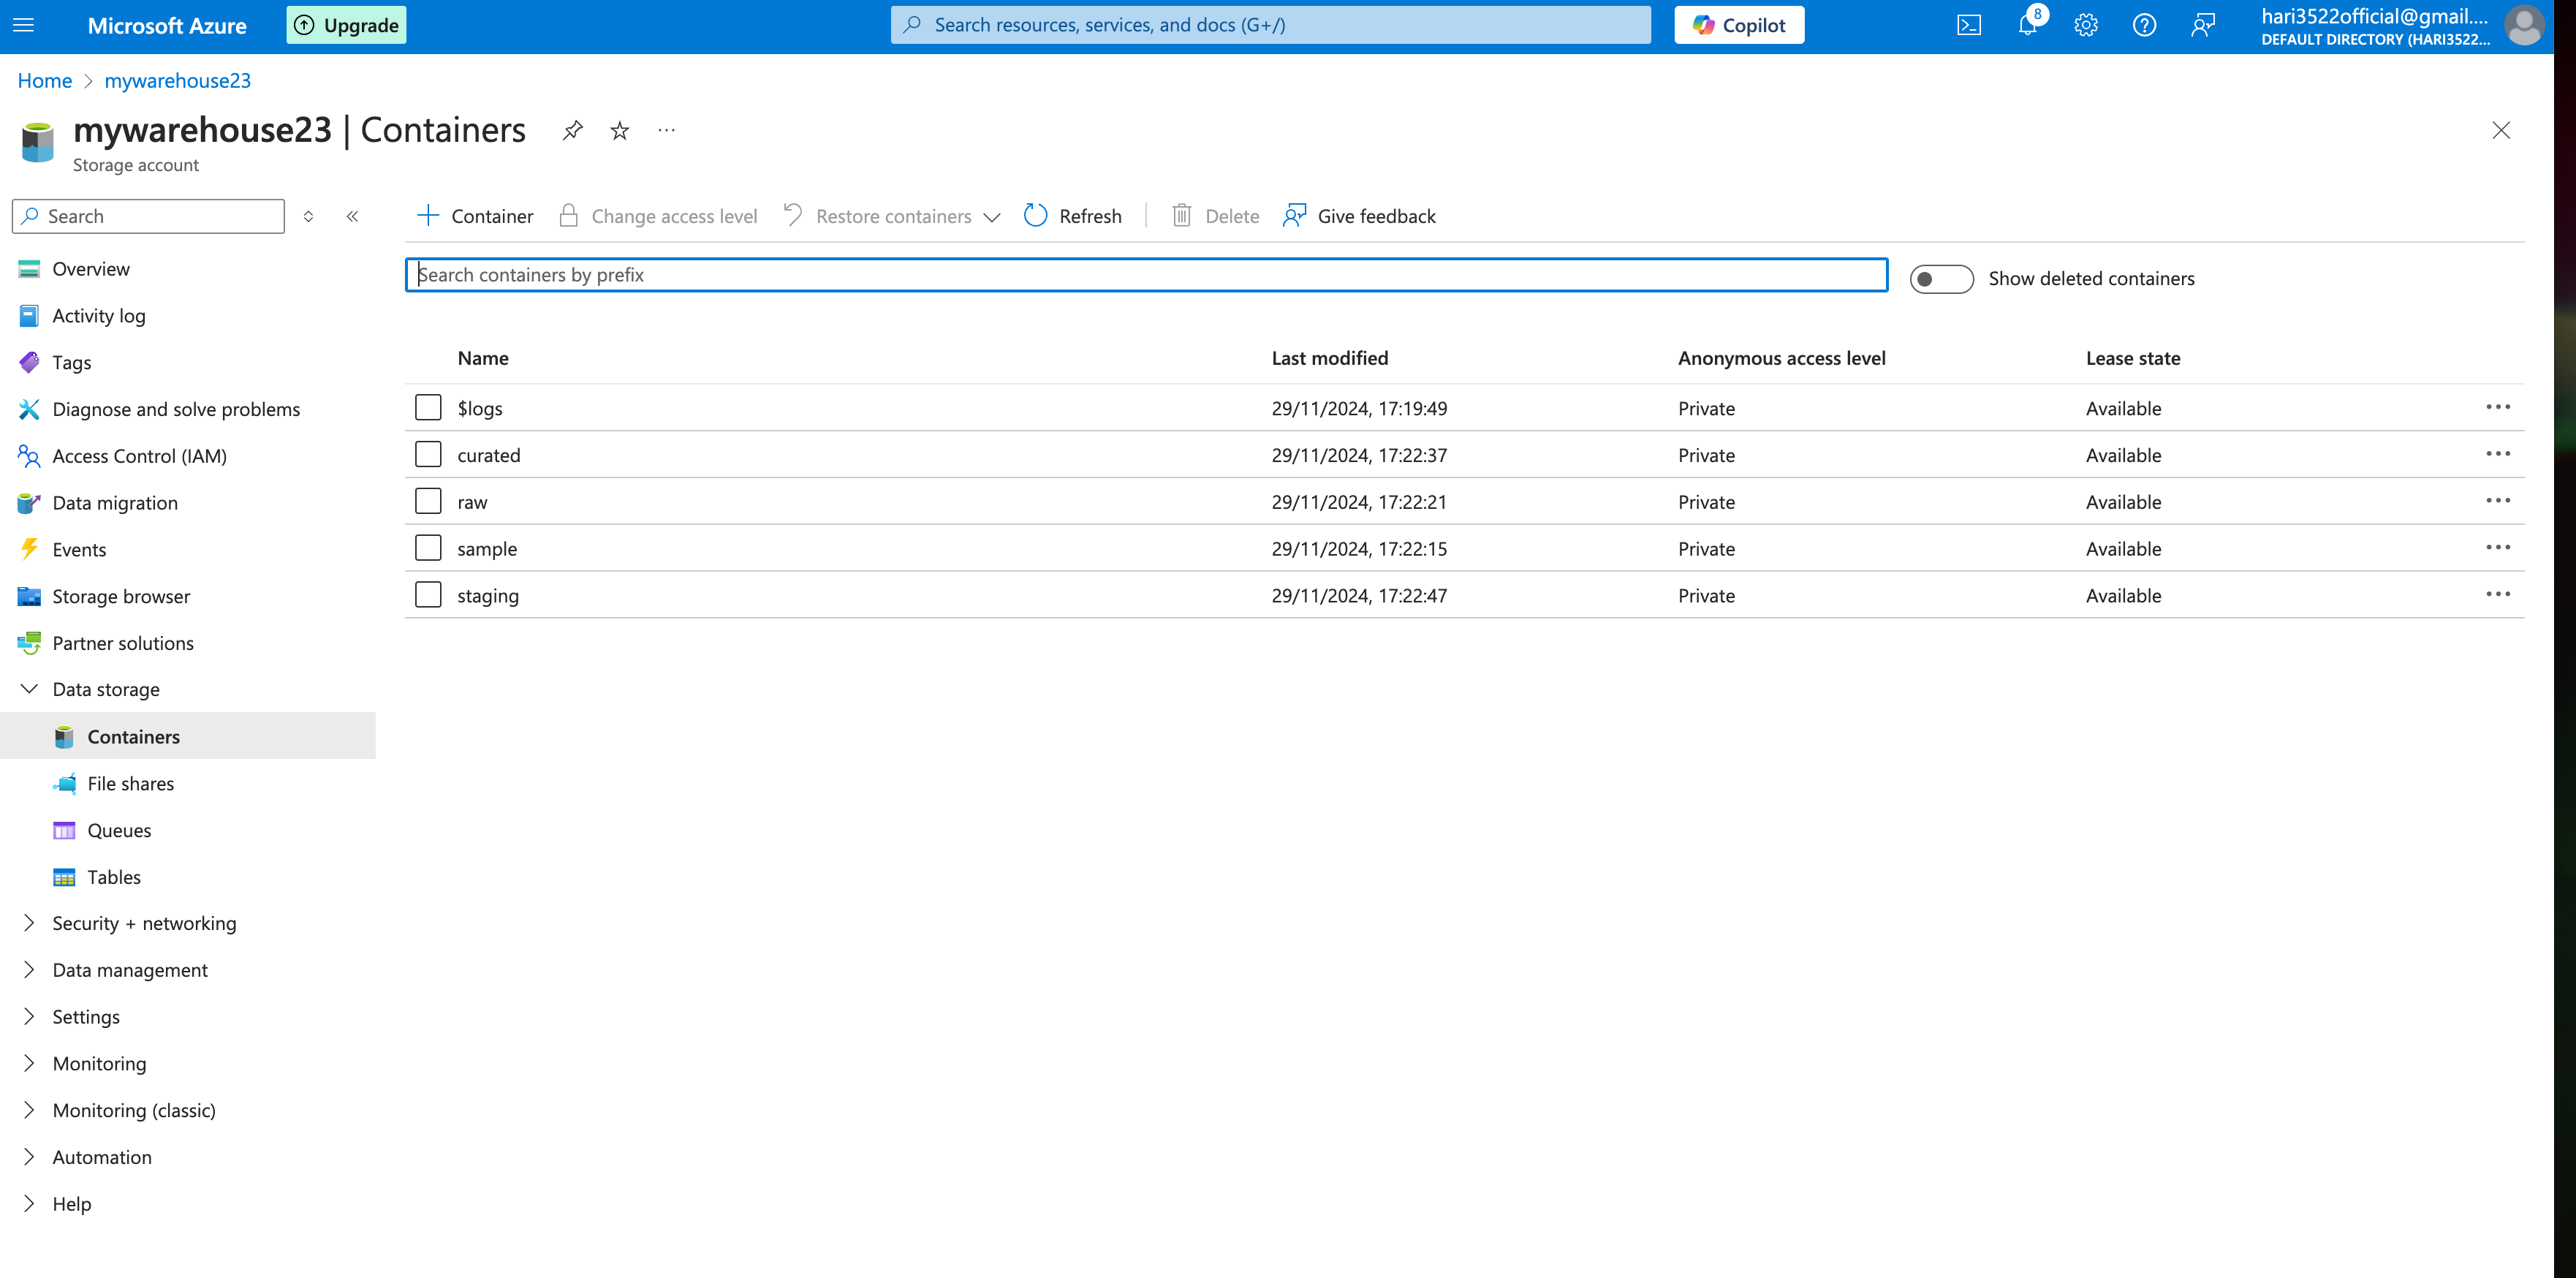 Microsoft Azure
Upgrade
Search resources, services, and docs (G+/)
Copilot
8
hari3522official@gmail....
DEFAULT DIRECTORY (HARI3522...
Home > mywarehouse23
mywarehouse23 | Containers
Storage account
Search
Container
Change access level
Restore containers
Refresh
Delete
Give feedback
Overview
Activity log
Tags
Diagnose and solve problems
Access Control (IAM)
Data migration
Events
Storage browser
Partner solutions
Data storage
Containers
File shares
Queues
Tables
Security + networking
Data management
Settings
Monitoring
Monitoring (classic)
Automation
Help
Search containers by prefix
Show deleted containers
Name Last modified Anonymous access level Lease state
$logs 29/11/2024, 17:19:49 Private Available
curated 29/11/2024, 17:22:37 Private Available
raw 29/11/2024, 17:22:21 Private Available
sample 29/11/2024, 17:22:15 Private Available
staging 29/11/2024, 17:22:47 Private Available